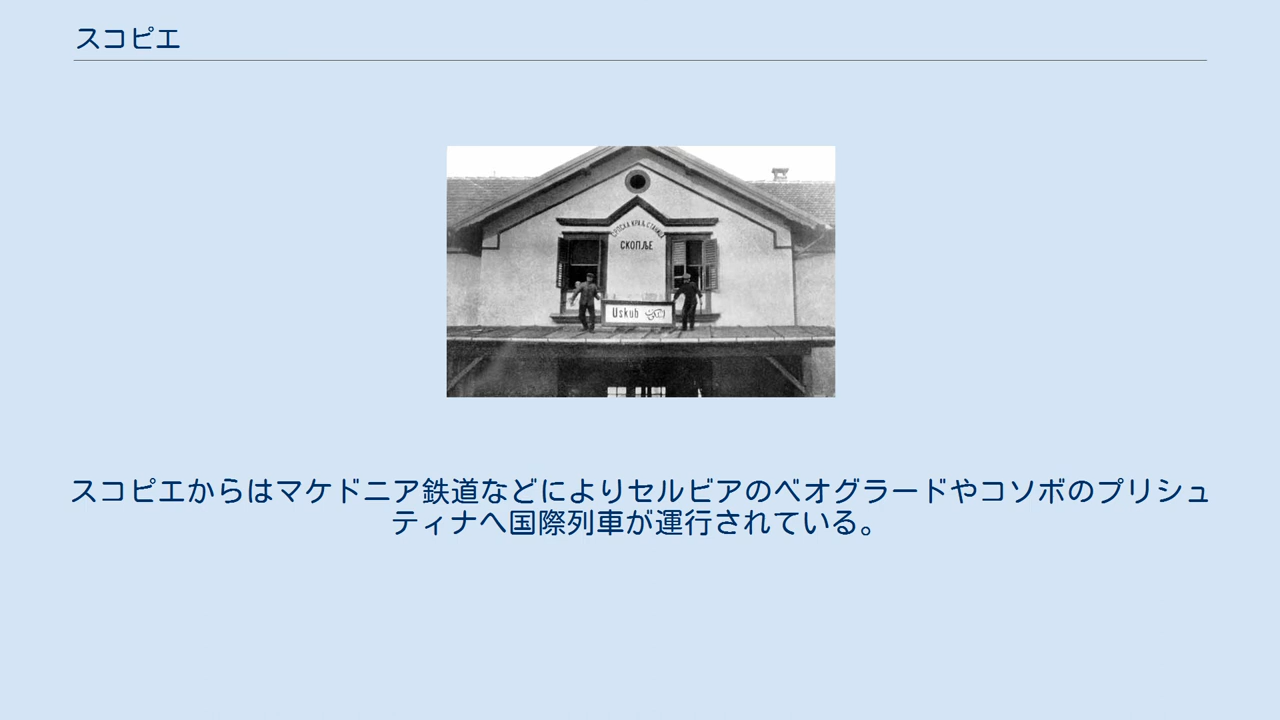 スコピエ
СРПСКА КРАЉ. СТАНИЦА
СКОПЉЕ
Uskub
スコピエからはマケドニア鉄道などによりセルビアのベオグラードやコソボのプリシュ
ティナへ国際列車が運行されている。